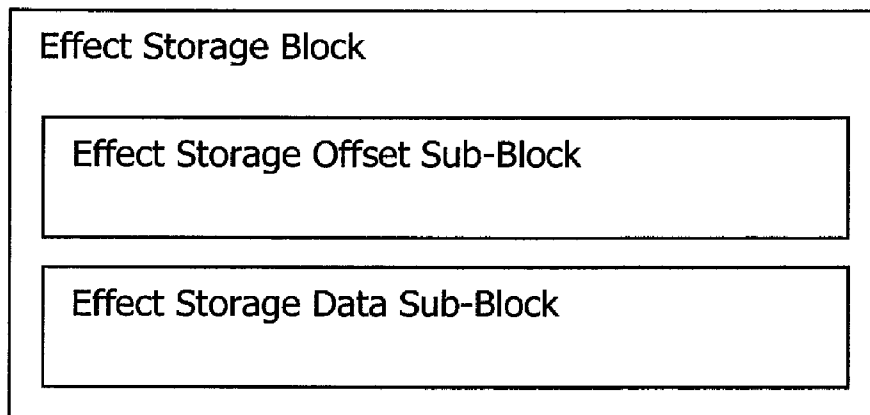 Effect Storage Block
Effect Storage Offset Sub-Block
Effect Storage Data Sub-Block